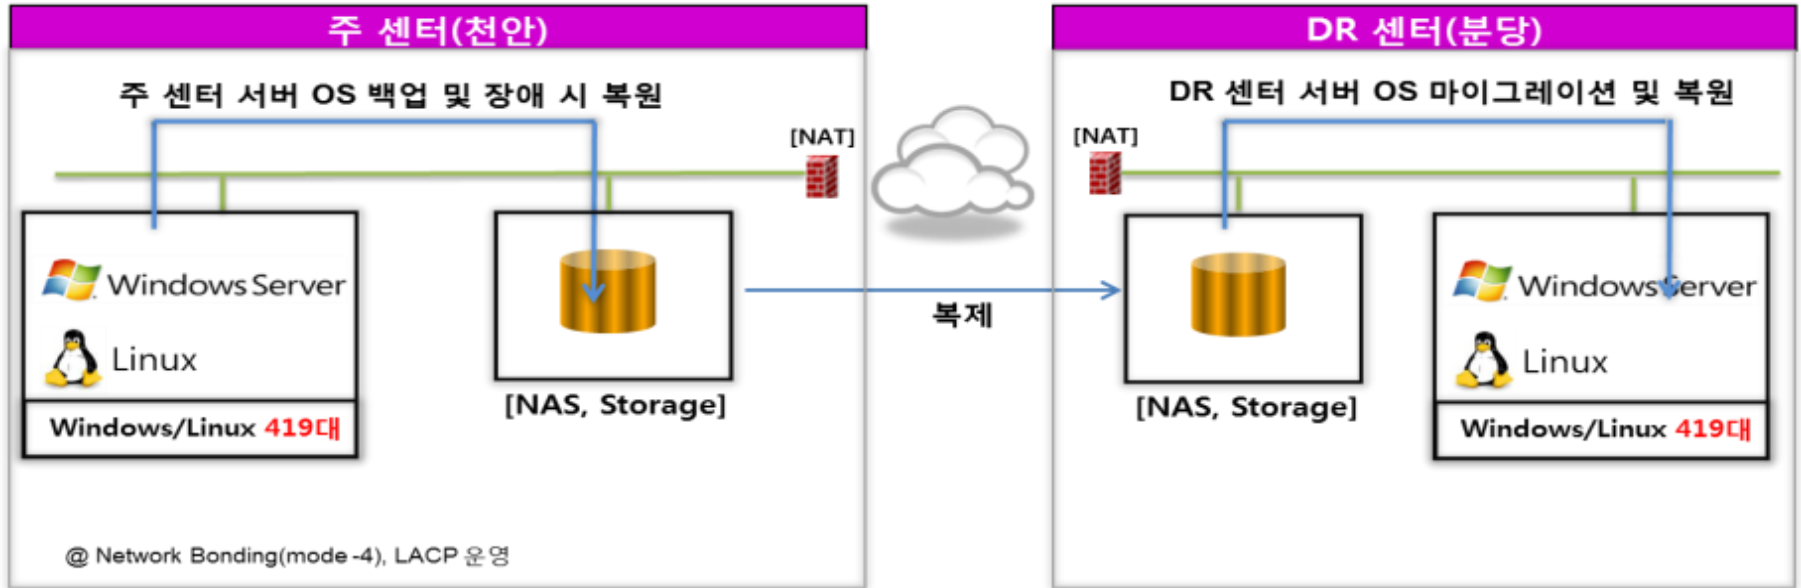 주 센터(천안)
주 센터 서버 OS 백업 및 장애 시 복원
[NAT]
Windows Server
Linux
Windows/Linux 419대
[NAS, Storage]
@ Network Bonding(mode-4), LACP 운영
복제
DR 센터(분당)
DR 센터 서버 OS 마이그레이션 및 복원
[NAT]
[NAS, Storage]
Windows Server
Linux
Windows/Linux 419대